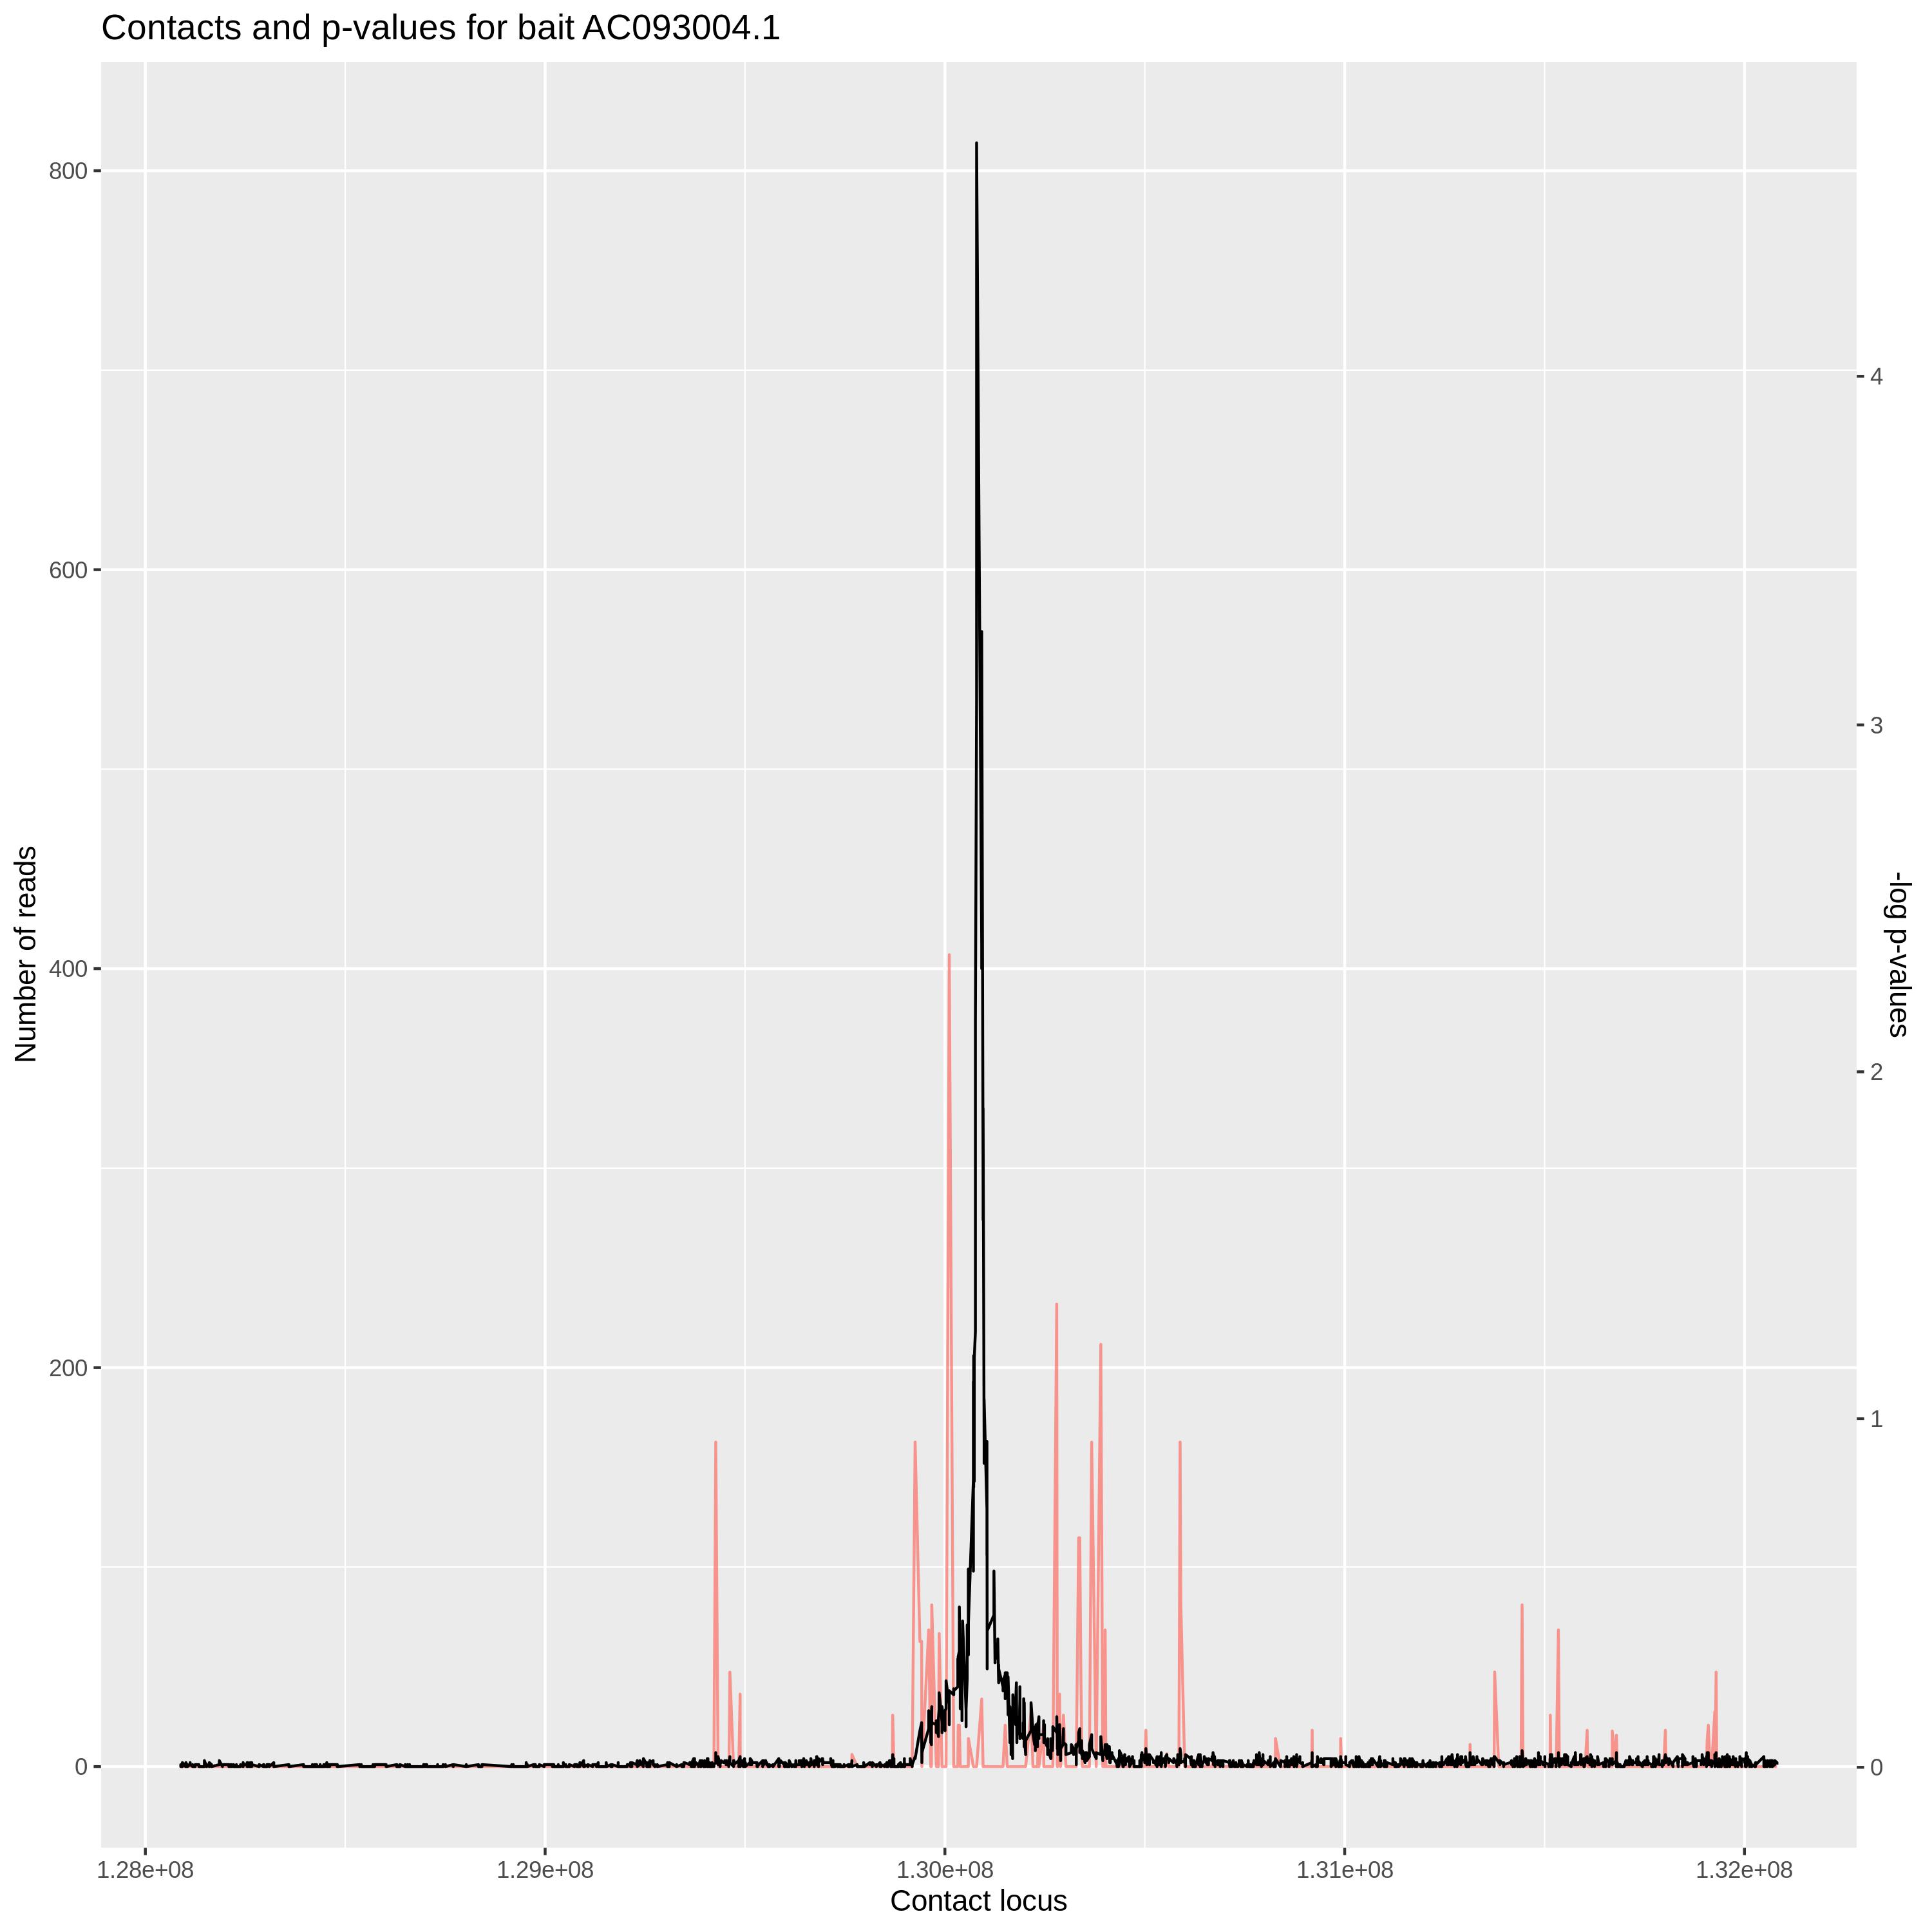 Contacts and p-values for bait AC093004.1
800
600
400
200
0
Number of reads
4
3
2
1
0
-log p-values
1.28e+08
1.29e+08
1.30e+08
1.31e+08
1.32e+08
Contact locus